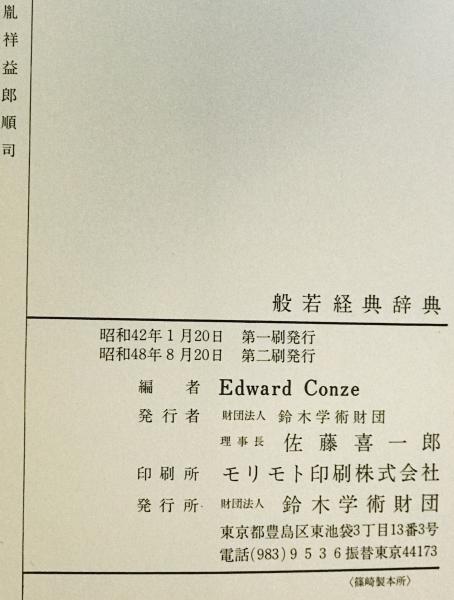 胤祥益郎順司
般若経典辞典
昭和42年1月20日 第一刷発行
昭和48年8月20日 第二刷発行
編者 Edward Conze
発行者 財団法人 鈴木学術財団
理事長 佐藤喜一郎
印刷所 モリモト印刷株式会社
発行所 財団法人 鈴木学術財団
東京都豊島区東池袋3丁目13番3号
電話(983)9536振替東京44173
〈篠崎製本所〉